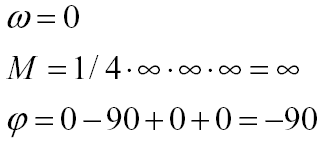 ω = 0
M = 1/4·∞·∞·∞ = ∞
φ = 0−90+0+0 = −90